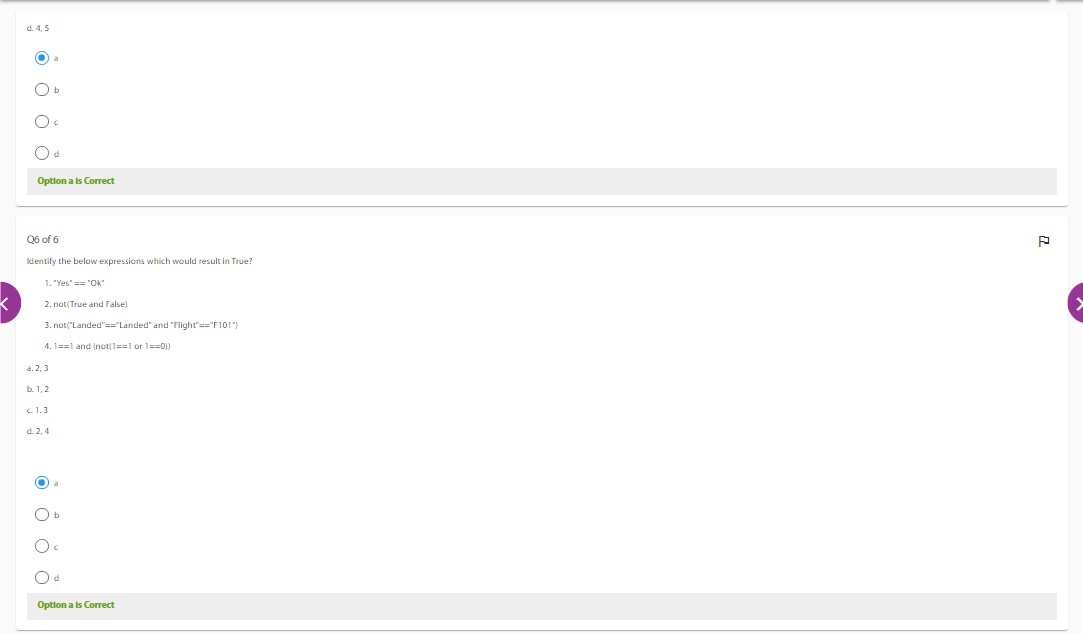 d. 4, 5
a
b
c
d
Option a is Correct
Q6 of 6
Identify the below expressions which would result in True?
1. "Yes" == "Ok"
2. not(True and False)
3. not("Landed"=="Landed" and "Flight"=="F101")
4. 1==1 and (not(1==1 or 1==0))
a. 2, 3
b. 1, 2
c. 1. 3
d. 2, 4
a
b
c
d
Option a is Correct